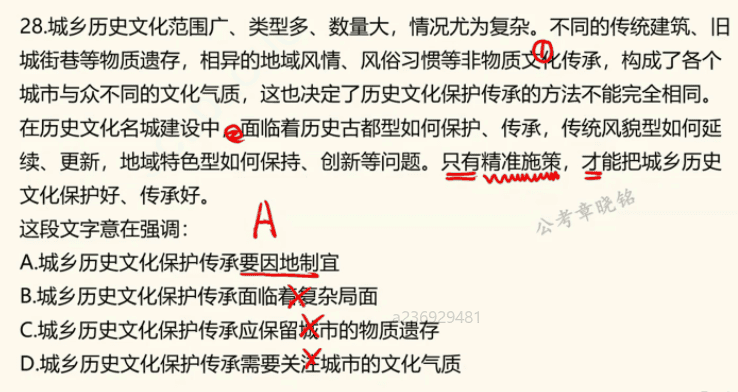 28.城乡历史文化范围广、类型多、数量大，情况尤为复杂。不同的传统建筑、旧
城街巷等物质遗存，相异的地域风情、风俗习惯等非物质文化传承，构成了各个
城市与众不同的文化气质，这也决定了历史文化保护传承的方法不能完全相同。
在历史文化名城建设中，面临着历史古都型如何保护、传承，传统风貌型如何延
续、更新，地域特色型如何保持、创新等问题。只有精准施策，才能把城乡历史
文化保护好、传承好。
这段文字意在强调：
A
公考章晓铭
A.城乡历史文化保护传承要因地制宜
B.城乡历史文化保护传承面临着复杂局面
a236929481
C.城乡历史文化保护传承应保留城市的物质遗存
D.城乡历史文化保护传承需要关注城市的文化气质